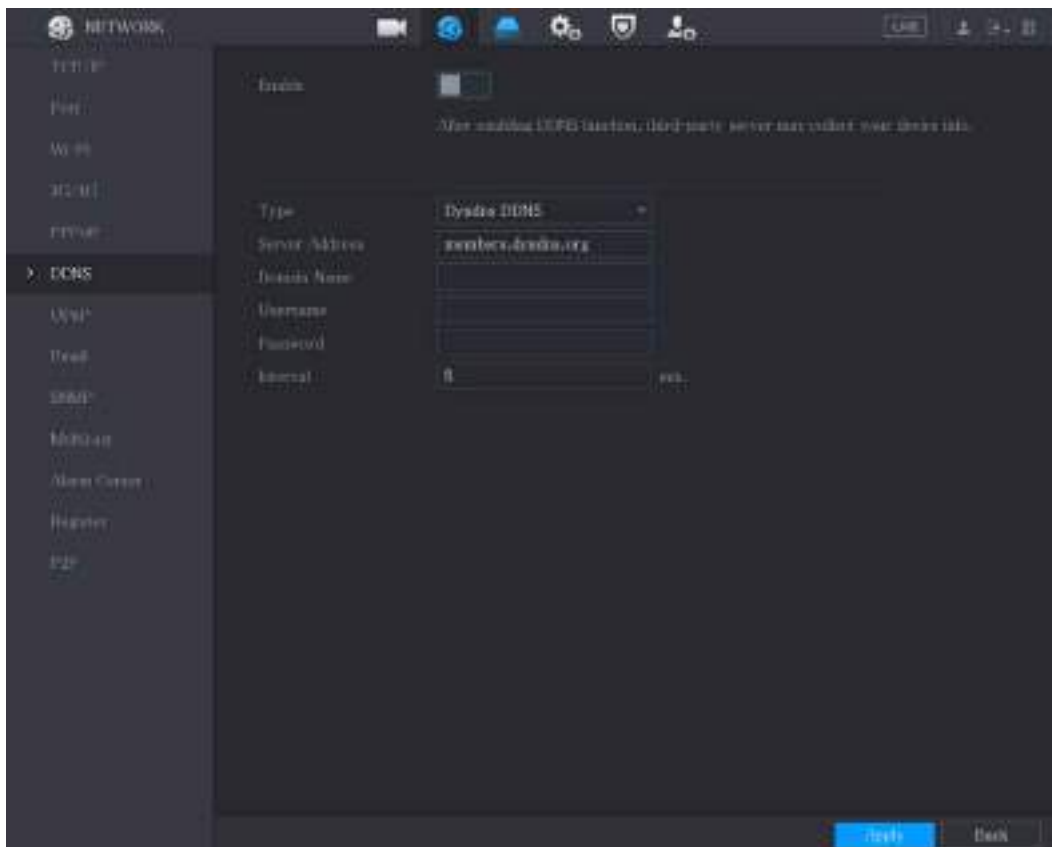 NETWORK
LIVE
TCP/IP
Port
Wi-Fi
3G/4G
PPPoE
DDNS
UPnP
Email
SNMP
Multicast
Alarm Center
Register
P2P
Enable
After enabling DDNS function, third-party server may collect your device info.
Type
Dyndns DDNS
Server Address
members.dyndns.org
Domain Name
Username
Password
Interval
min.
Apply
Back